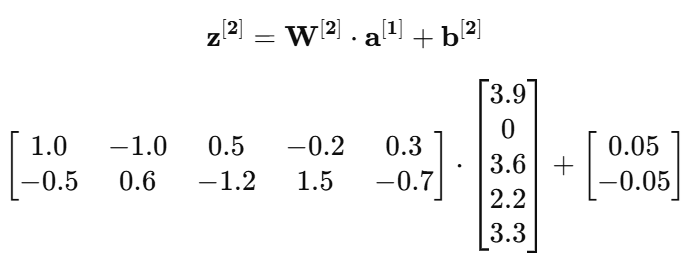 z^[2] = W^[2] · a^[1] + b^[2]
[1.0 −1.0 0.5 −0.2 0.3; −0.5 0.6 −1.2 1.5 −0.7] · [3.9; 0; 3.6; 2.2; 3.3] + [0.05; −0.05]